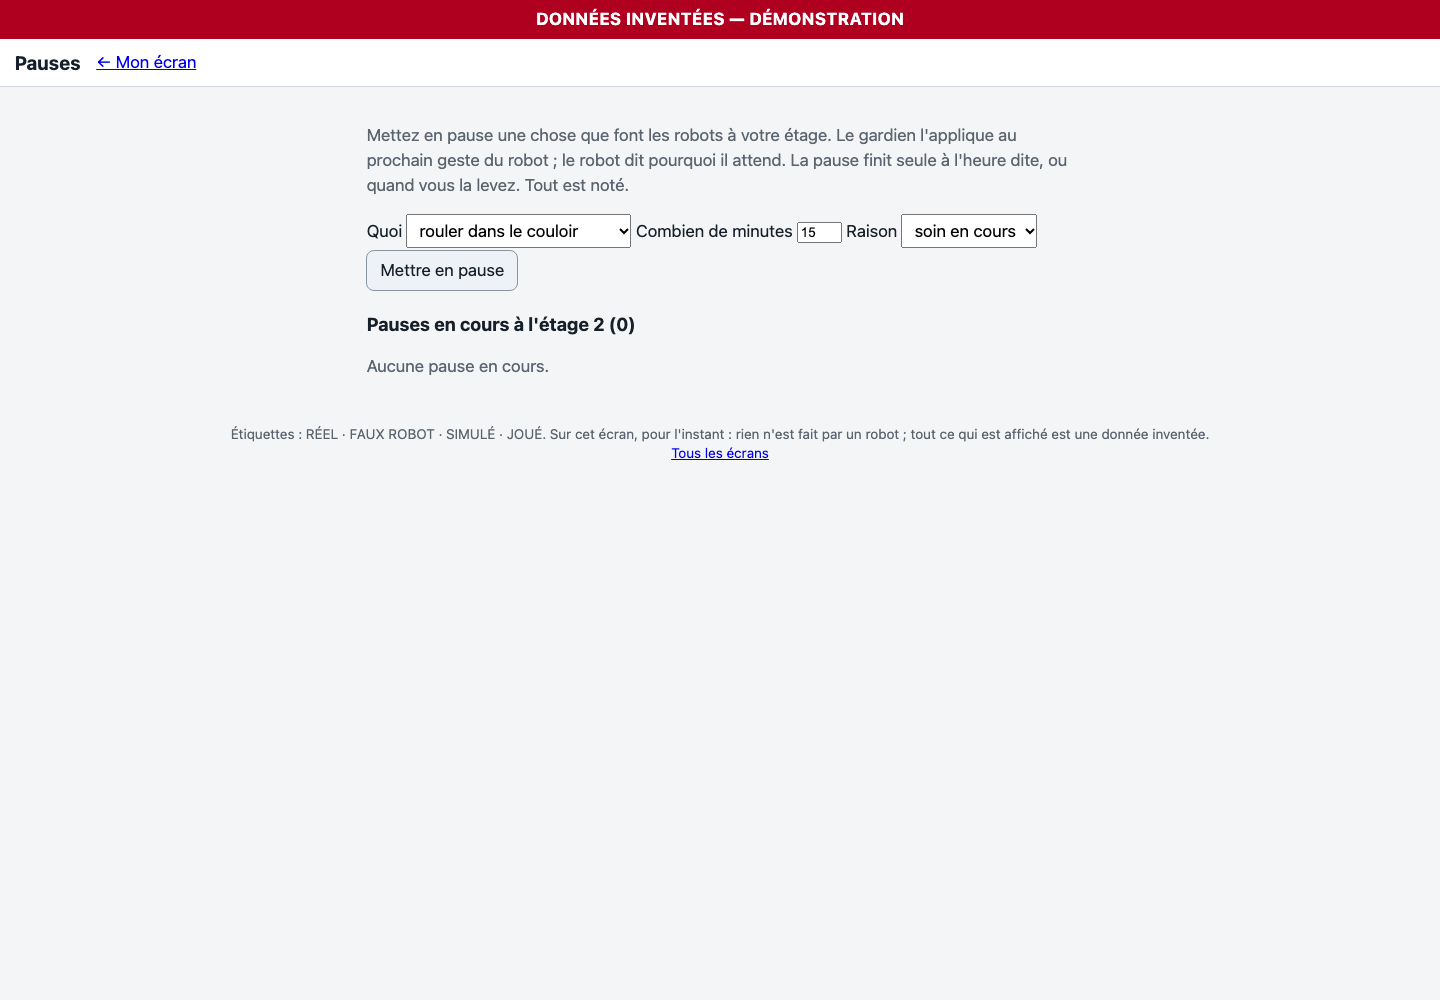 DONNÉES INVENTÉES — DÉMONSTRATION
Pauses ← Mon écran
Mettez en pause une chose que font les robots à votre étage. Le gardien l'applique au
prochain geste du robot ; le robot dit pourquoi il attend. La pause finit seule à l'heure dite, ou
quand vous la levez. Tout est noté.
Quoi rouler dans le couloir Combien de minutes 15 Raison soin en cours
Mettre en pause
Pauses en cours à l'étage 2 (0)
Aucune pause en cours.
Étiquettes : RÉEL · FAUX ROBOT · SIMULÉ · JOUÉ. Sur cet écran, pour l'instant : rien n'est fait par un robot ; tout ce qui est affiché est une donnée inventée.
Tous les écrans